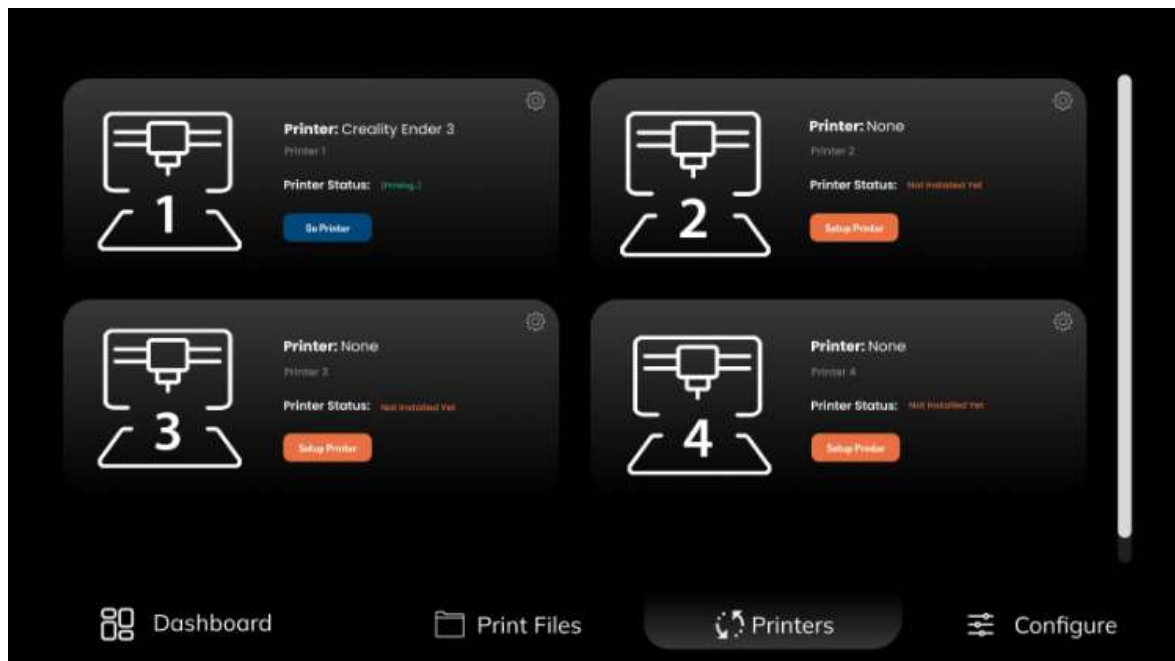 Printer: Creality Ender 3
Printer 1
Printer Status: (Printing..)
Go Printer
1
Printer: None
Printer 2
Printer Status: Not Installed Yet
Setup Printer
2
Printer: None
Printer 3
Printer Status: Not Installed Yet
Setup Printer
3
Printer: None
Printer 4
Printer Status: Not Installed Yet
Setup Printer
4
Dashboard
Print Files
Printers
Configure